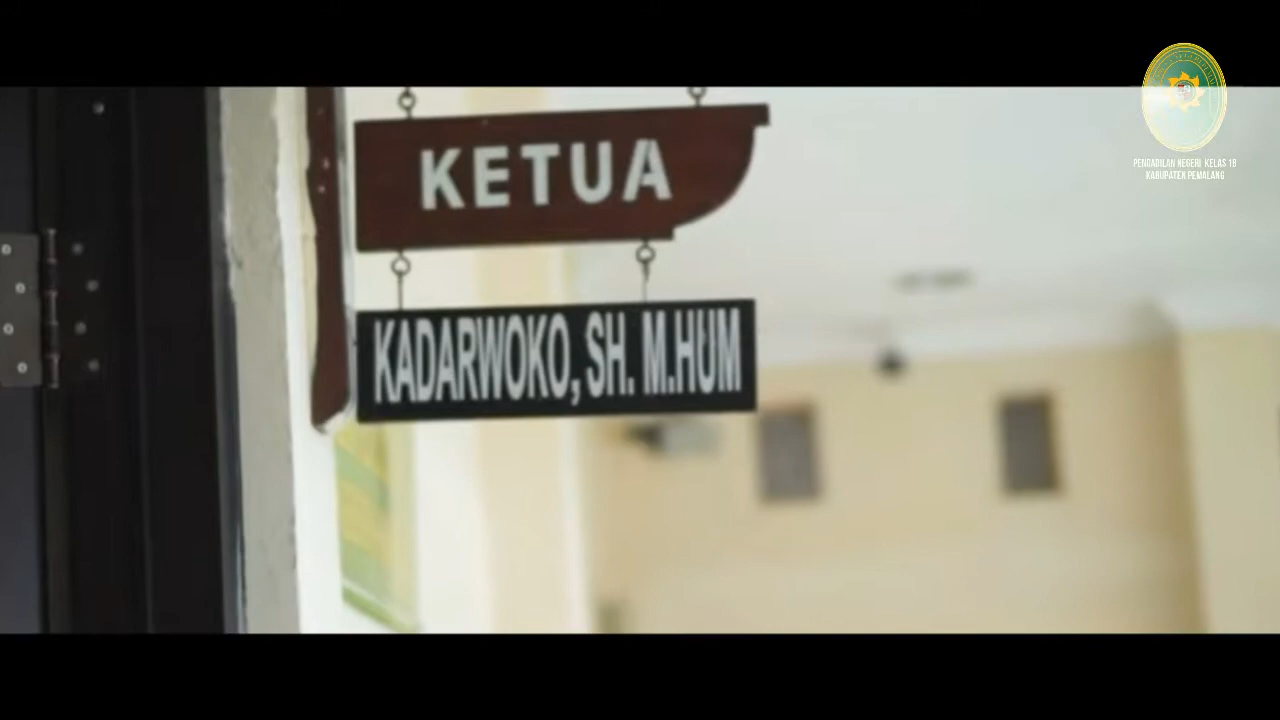 KETUA
KADARWOKO, SH. M.HUM
PENGADILAN NEGERI KELAS 1B
KABUPATEN PEMALANG